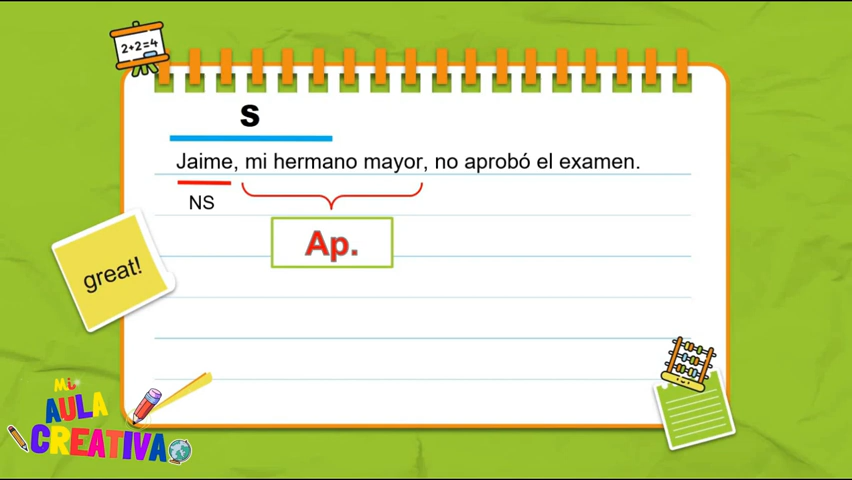 2+2=4
S
Jaime, mi hermano mayor, no aprobó el examen.
NS
Ap.
great!
Mi
AULA
CREATIVA